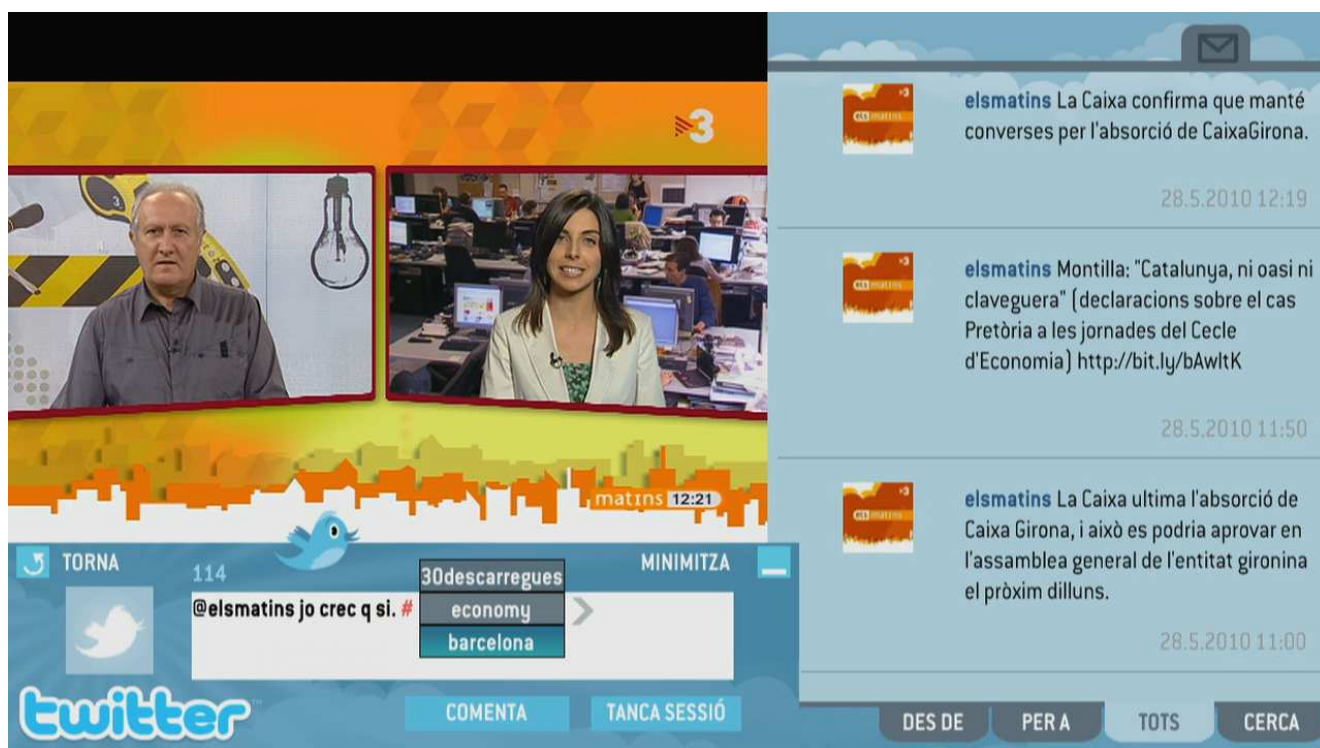 3
elsmatins La Caixa confirma que manté
converses per l'absorció de CaixaGirona.
28.5.2010 12:19
elsmatins Montilla: "Catalunya, ni oasi ni
claveguera" (declaracions sobre el cas
Pretòria a les jornades del Cecle
d'Economia) http://bit.ly/bAwltK
28.5.2010 11:50
elsmatins La Caixa ultima l'absorció de
Caixa Girona, i això es podria aprovar en
l'assamblea general de l'entitat gironina
el pròxim dilluns.
28.5.2010 11:00
matins 12:21
TORNA
MINIMITZA
114
@elsmatins jo crec q si. #
30descarregues
economy
barcelona
twitter
COMENTA
TANCA SESSIÓ
DES DE
PER A
TOTS
CERCA